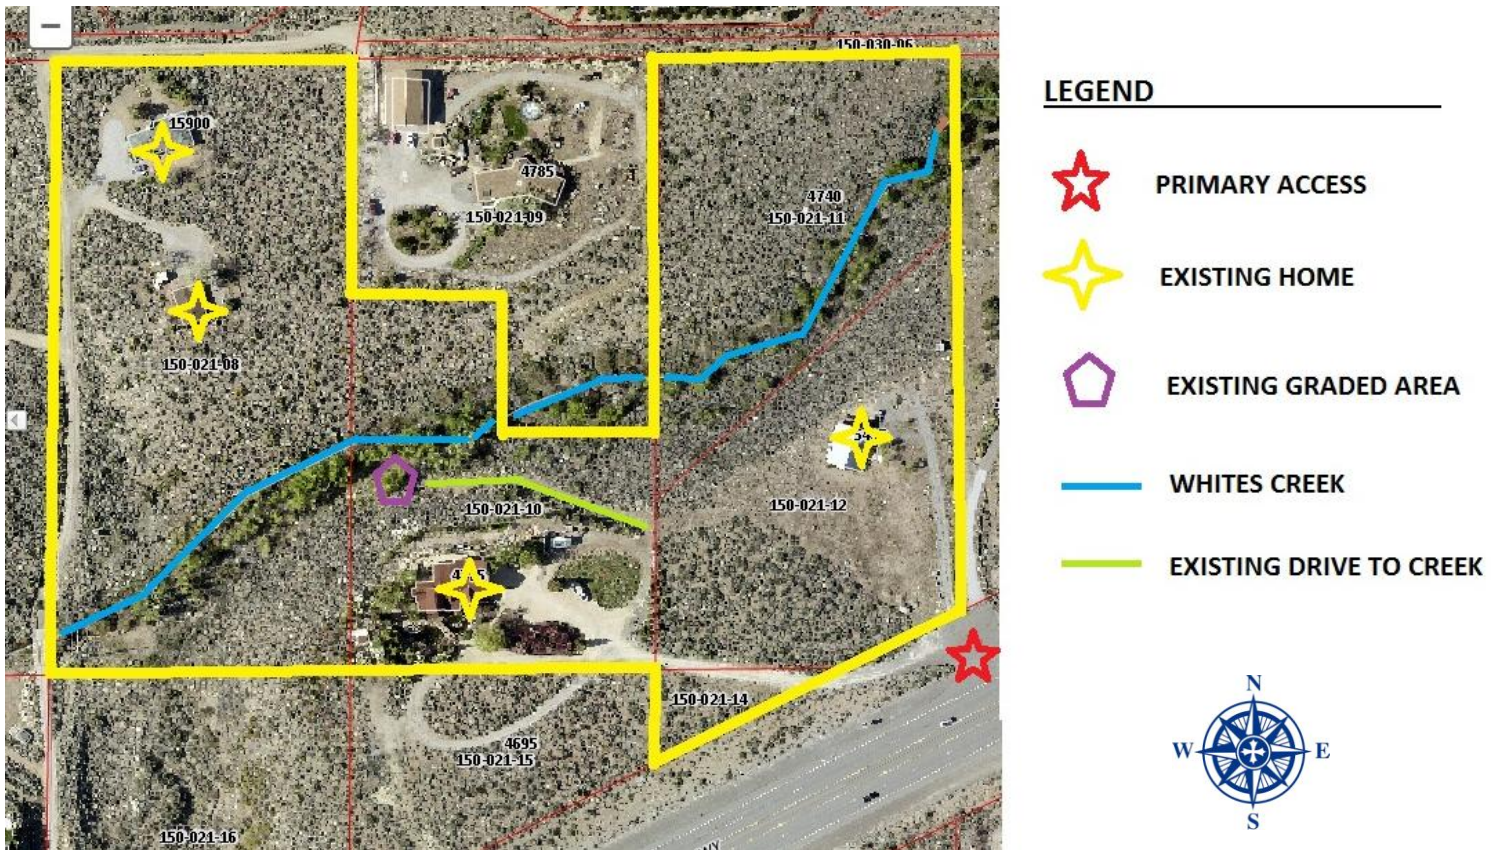 150-030-06
LEGEND
15900
4785
PRIMARY ACCESS
4740
150-021-09
150-021-11
EXISTING HOME
150-021-08
EXISTING GRADED AREA
WHITES CREEK
150-021-10
150-021-12
EXISTING DRIVE TO CREEK
N
150-021-14
4695
W
E
150-021-15
S
150-021-16